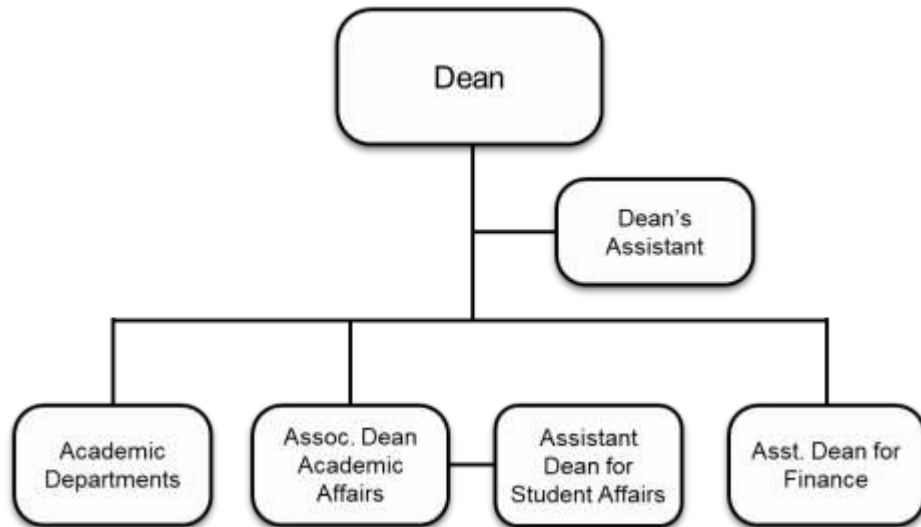 Dean
Dean's
Assistant
Academic
Departments
Assoc. Dean
Academic
Affairs
Assistant
Dean for
Student Affairs
Asst. Dean for
Finance